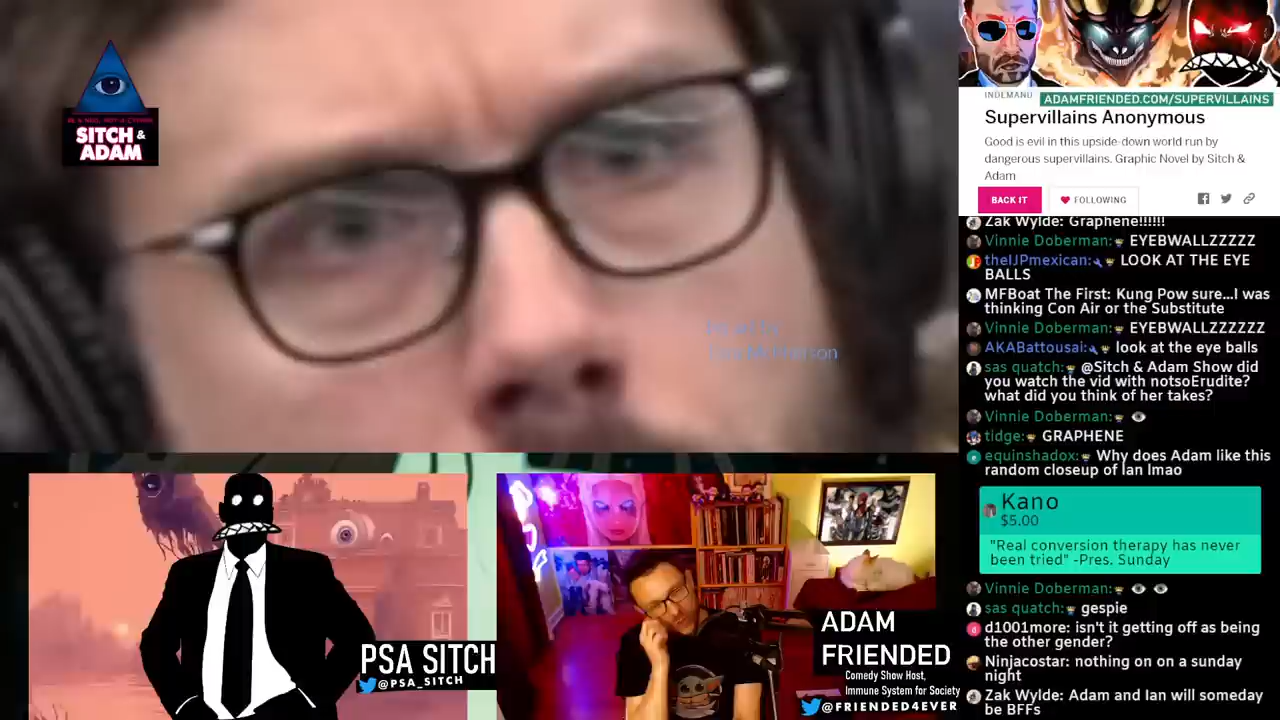 BE A NEO, NOT A CYPHER
SITCH &
ADAM
INDEMAND
ADAMFRIENDED.COM/SUPERVILLAINS
Supervillains Anonymous
Good is evil in this upside-down world run by
dangerous supervillains. Graphic Novel by Sitch &
Adam
BACK IT
FOLLOWING
Zak Wylde: Graphene!!!!!!
Vinnie Doberman: EYEBWALLZZZZZ
theIJPmexican: LOOK AT THE EYE
BALLS
MFBoat The First: Kung Pow sure...I was
thinking Con Air or the Substitute
Vinnie Doberman: EYEBWALLZZZZZZ
AKABattousai: look at the eye balls
sas quatch: @Sitch & Adam Show did
you watch the vid with notsoErudite?
what did you think of her takes?
Vinnie Doberman: 👁
tidge: GRAPHENE
equinshadox: Why does Adam like this
random closeup of Ian lmao
Kano
$5.00
"Real conversion therapy has never
been tried" -Pres. Sunday
Vinnie Doberman: 👁 👁
sas quatch: gespie
d1001more: isn't it getting off as being
the other gender?
Ninjacostar: nothing on on a sunday
night
Zak Wylde: Adam and Ian will someday
be BFFs
PSA SITCH
@PSA_SITCH
ADAM
FRIENDED
Comedy Show Host,
Immune System for Society
@FRIENDED4EVER